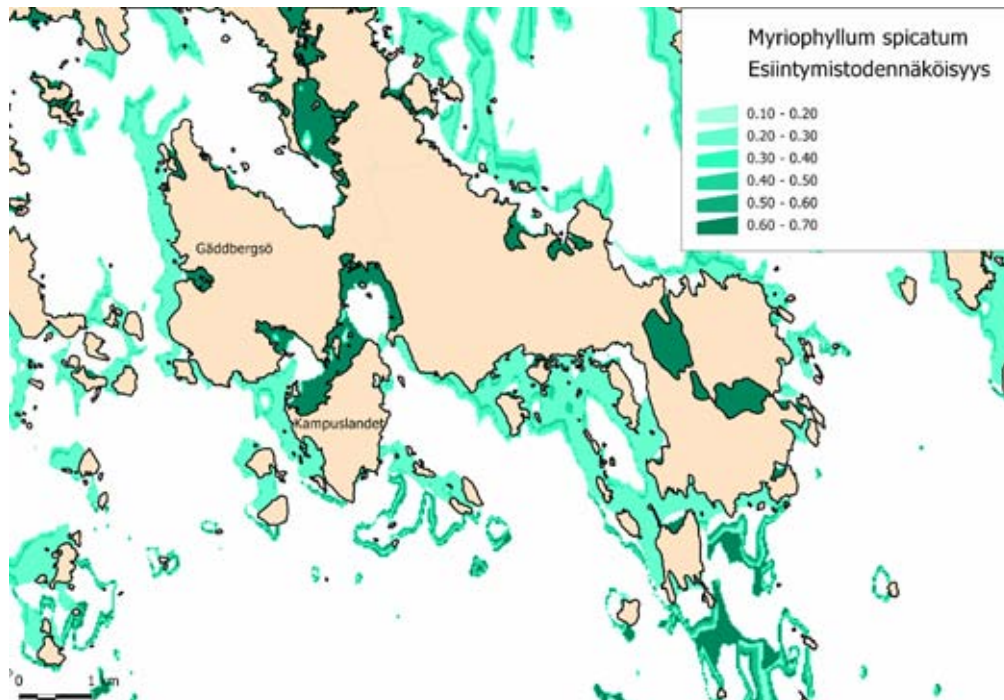 Myriophyllum spicatum
Esiintymistodennäköisyys
0.10 - 0.20
0.20 - 0.30
0.30 - 0.40
0.40 - 0.50
0.50 - 0.60
0.60 - 0.70
Gäddbergsö
Kampuslandet
0 1 km